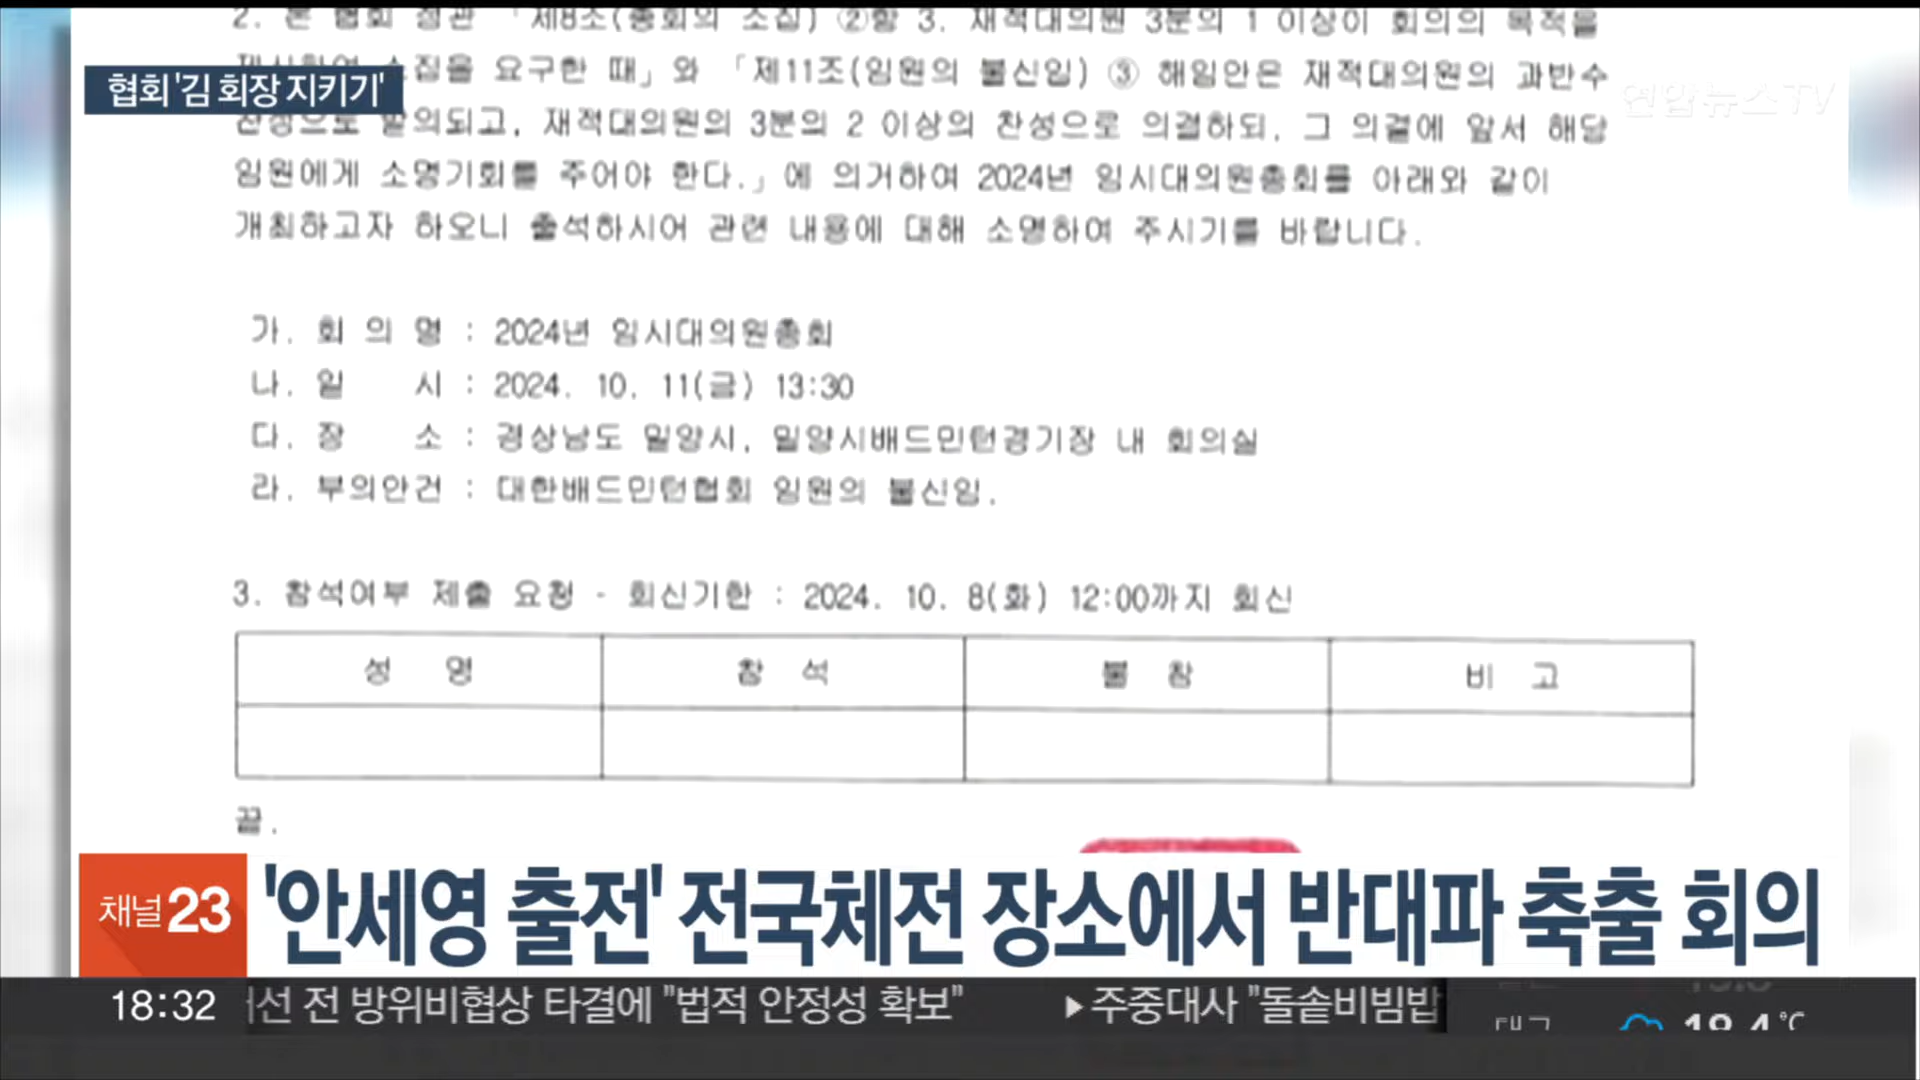 2. 본 협회 정관 「제8조(총회의 소집) ②항 3. 재적대의원 3분의 1 이상이 회의의 목적을
소집을 요구한 때」와 「제11조(임원의 불신임) ③ 해임안은 재적대의원의 과반수
협회 '김 회장 지키기'
연합뉴스TV
찬성으로 발의되고, 재적대의원의 3분의 2 이상의 찬성으로 의결하되, 그 의결에 앞서 해당
임원에게 소명기회를 주어야 한다.」에 의거하여 2024년 임시대의원총회를 아래와 같이
개최하고자 하오니 출석하시어 관련 내용에 대해 소명하여 주시기를 바랍니다.
가. 회 의 명 : 2024년 임시대의원총회
나. 일 시 : 2024. 10. 11(금) 13:30
다. 장 소 : 경상남도 밀양시, 밀양시배드민턴경기장 내 회의실
라. 부의안건 : 대한배드민턴협회 임원의 불신임.
3. 참석여부 제출 요청 - 회신기한 : 2024. 10. 8(화) 12:00까지 회신
성 명 참 석 불 참 비 고
끝.
채널 23 '안세영 출전' 전국체전 장소에서 반대파 축출 회의
18:32 선 전 방위비협상 타결에 "법적 안정성 확보" ▶주중대사 "돌솥비빔밥